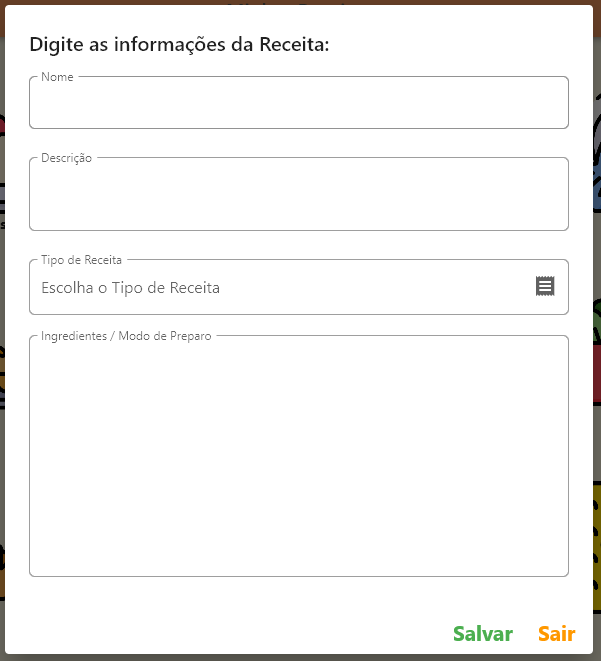 Digite as informações da Receita:
Nome
Descrição
Tipo de Receita
Escolha o Tipo de Receita
Ingredientes / Modo de Preparo
Salvar Sair